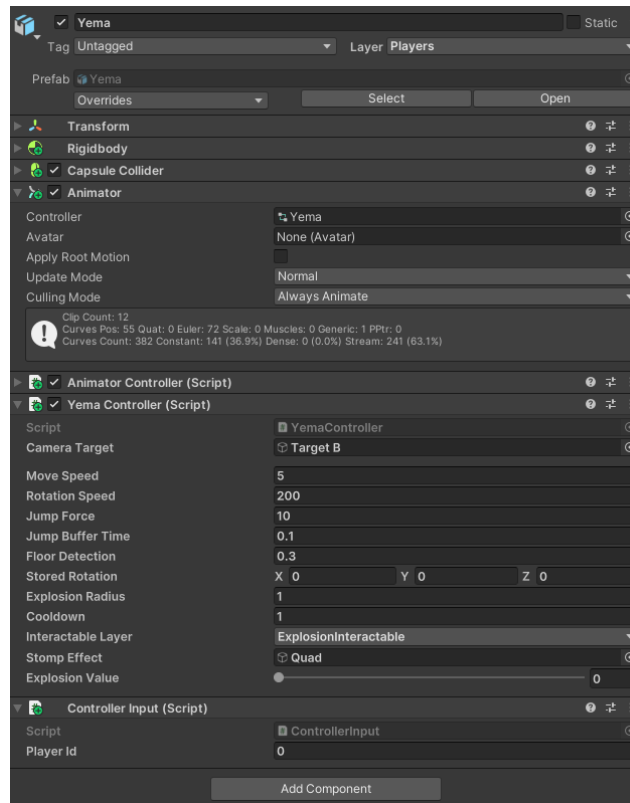 Yema Static
Tag Untagged Layer Players
Prefab Yema
Overrides Select Open
Transform
Rigidbody
Capsule Collider
Animator
Controller Yema
Avatar None (Avatar)
Apply Root Motion
Update Mode Normal
Culling Mode Always Animate
Clip Count: 12
Curves Pos: 55 Quat: 0 Euler: 72 Scale: 0 Muscles: 0 Generic: 1 PPtr: 0
Curves Count: 382 Constant: 141 (36.9%) Dense: 0 (0.0%) Stream: 241 (63.1%)
Animator Controller (Script)
Yema Controller (Script)
Script YemaController
Camera Target Target B
Move Speed 5
Rotation Speed 200
Jump Force 10
Jump Buffer Time 0.1
Floor Detection 0.3
Stored Rotation X 0 Y 0 Z 0
Explosion Radius 1
Cooldown 1
Interactable Layer ExplosionInteractable
Stomp Effect Quad
Explosion Value 0
Controller Input (Script)
Script ControllerInput
Player Id 0
Add Component